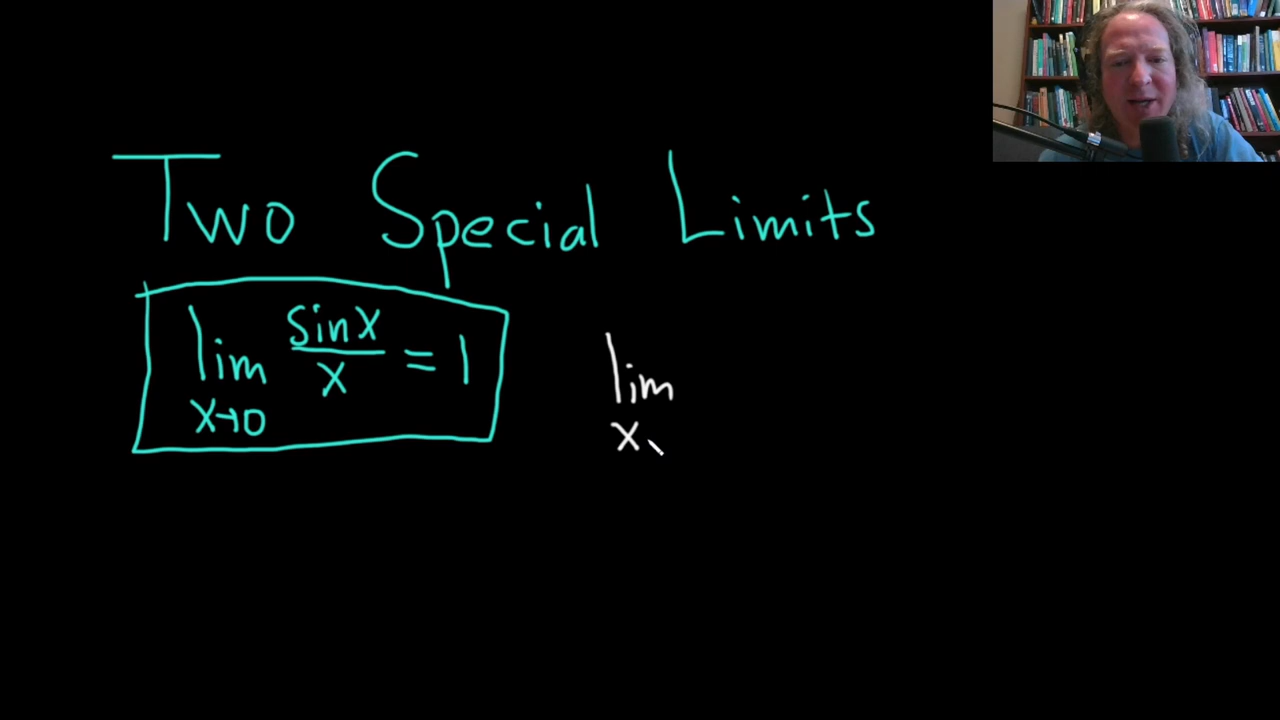 Two Special Limits
lim x→0 sinx/x = 1
lim x